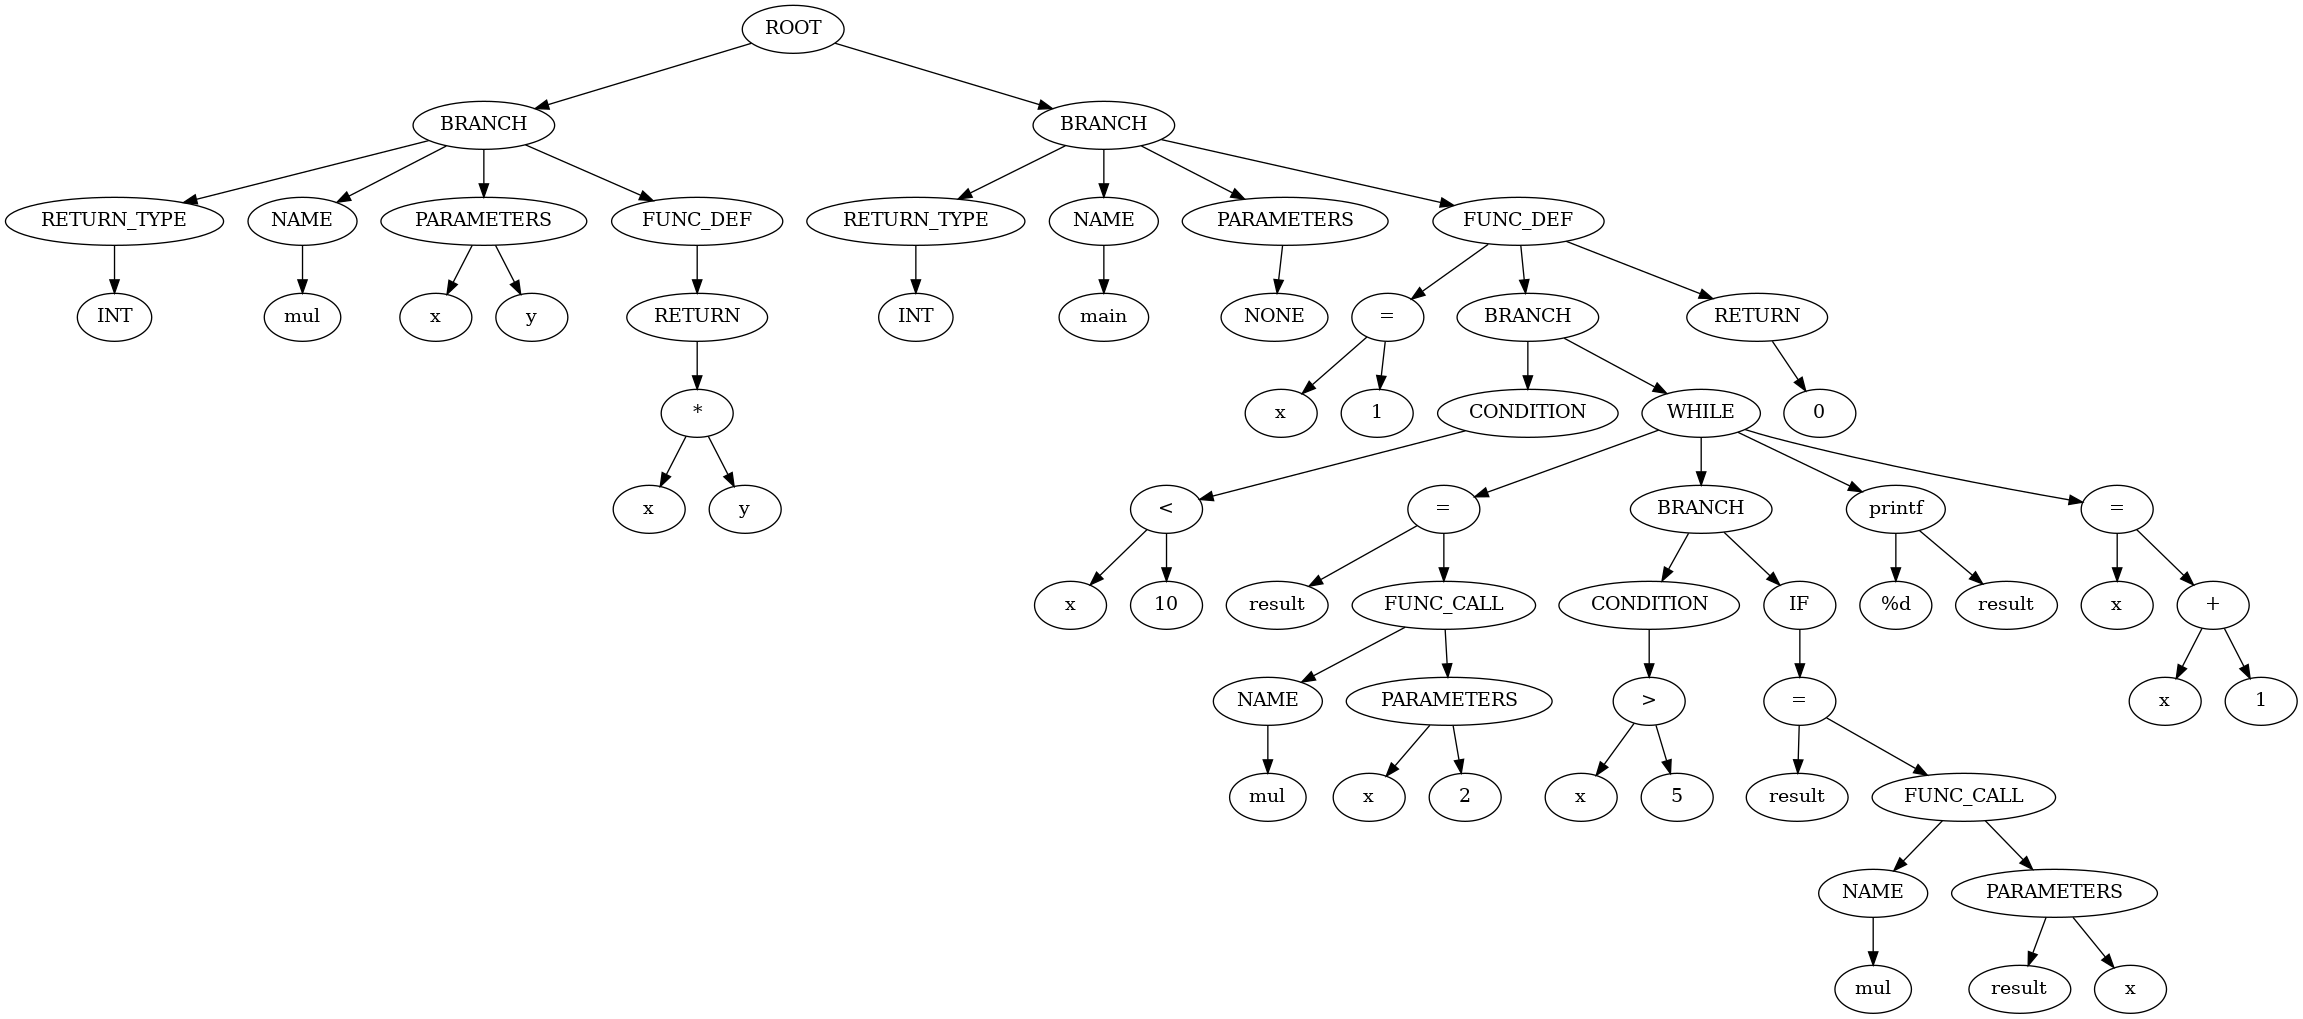 ROOT
BRANCH BRANCH
RETURN_TYPE NAME PARAMETERS FUNC_DEF RETURN_TYPE NAME PARAMETERS FUNC_DEF
INT mul x y RETURN INT main NONE = BRANCH RETURN
* x 1 CONDITION WHILE 0
x y < = BRANCH printf =
x 10 result FUNC_CALL CONDITION IF %d result x +
NAME PARAMETERS > = x 1
mul x 2 x 5 result FUNC_CALL
NAME PARAMETERS
mul result x